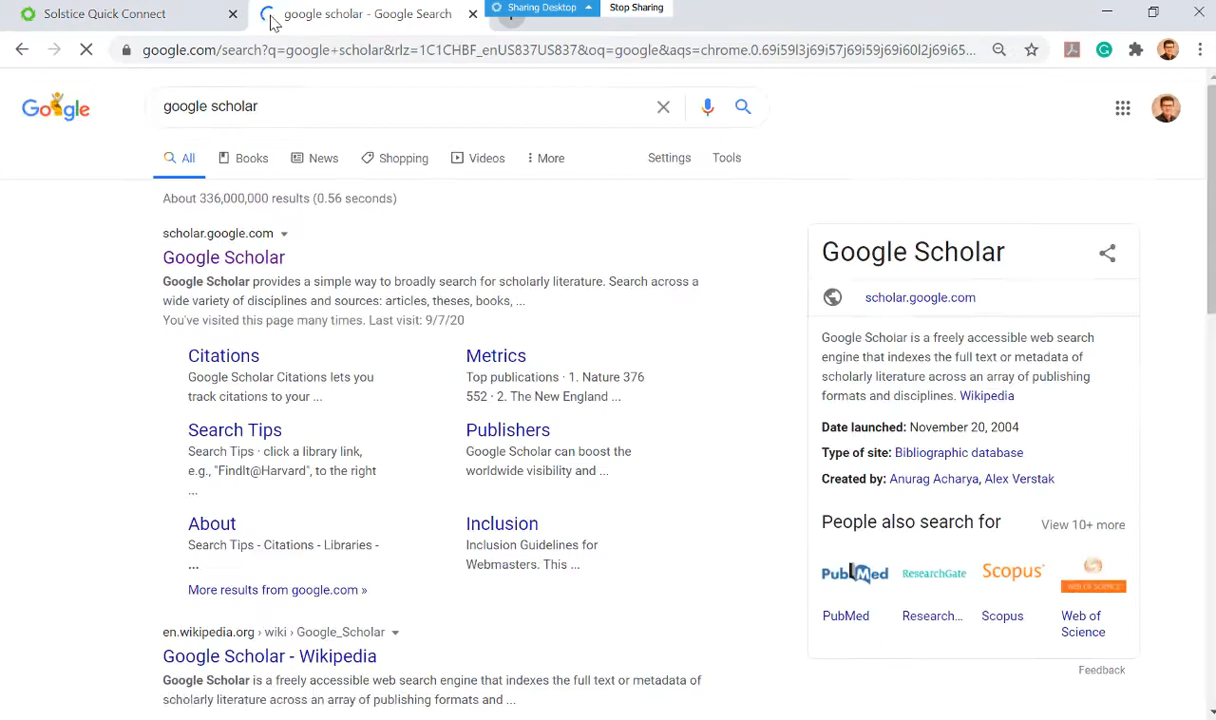 Solstice Quick Connect
google scholar - Google Search
Sharing Desktop
Stop Sharing
google.com/search?q=google+scholar&rlz=1C1CHBF_enUS837US837&oq=google&aqs=chrome.0.69i59l3j69i57j69i59j69i60l2j69i65...
Google
google scholar
All
Books
News
Shopping
Videos
More
Settings
Tools
About 336,000,000 results (0.56 seconds)
scholar.google.com
Google Scholar
Google Scholar provides a simple way to broadly search for scholarly literature. Search across a
wide variety of disciplines and sources: articles, theses, books, ...
You've visited this page many times. Last visit: 9/7/20
Citations
Google Scholar Citations lets you
track citations to your ...
Metrics
Top publications · 1. Nature 376
552 · 2. The New England ...
Search Tips
Search Tips · click a library link,
e.g., "FindIt@Harvard", to the right
...
Publishers
Google Scholar can boost the
worldwide visibility and ...
About
Search Tips - Citations - Libraries -
...
Inclusion
Inclusion Guidelines for
Webmasters. This ...
More results from google.com »
en.wikipedia.org › wiki › Google_Scholar
Google Scholar - Wikipedia
Google Scholar is a freely accessible web search engine that indexes the full text or metadata of
scholarly literature across an array of publishing formats and ...
Google Scholar
scholar.google.com
Google Scholar is a freely accessible web search
engine that indexes the full text or metadata of
scholarly literature across an array of publishing
formats and disciplines. Wikipedia
Date launched: November 20, 2004
Type of site: Bibliographic database
Created by: Anurag Acharya, Alex Verstak
People also search for
View 10+ more
PubMed
ResearchGate
Scopus
WEB OF SCIENCE
PubMed
Research...
Scopus
Web of
Science
Feedback